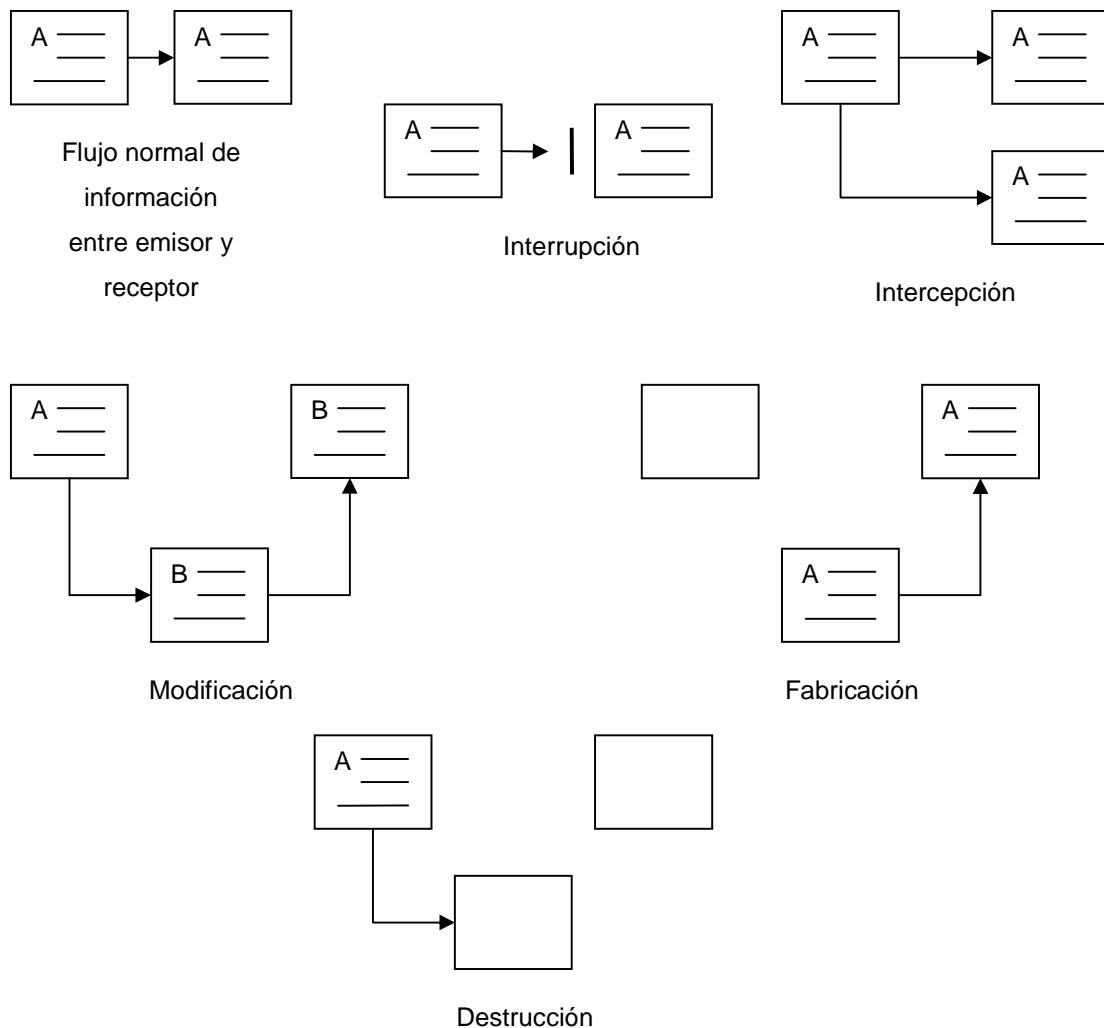 A
A
Flujo normal de
información
entre emisor y
receptor
A
A
Interrupción
A
A
A
Intercepción
A
B
B
Modificación
A
A
Fabricación
A
Destrucción